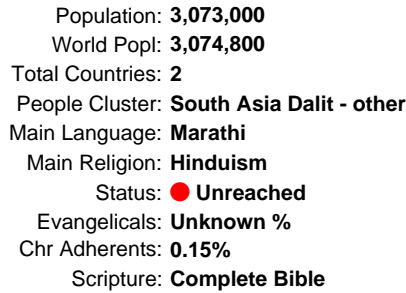 Population: 3,073,000
World Popl: 3,074,800
Total Countries: 2
People Cluster: South Asia Dalit - other
Main Language: Marathi
Main Religion: Hinduism
Status: Unreached
Evangelicals: Unknown %
Chr Adherents: 0.15%
Scripture: Complete Bible